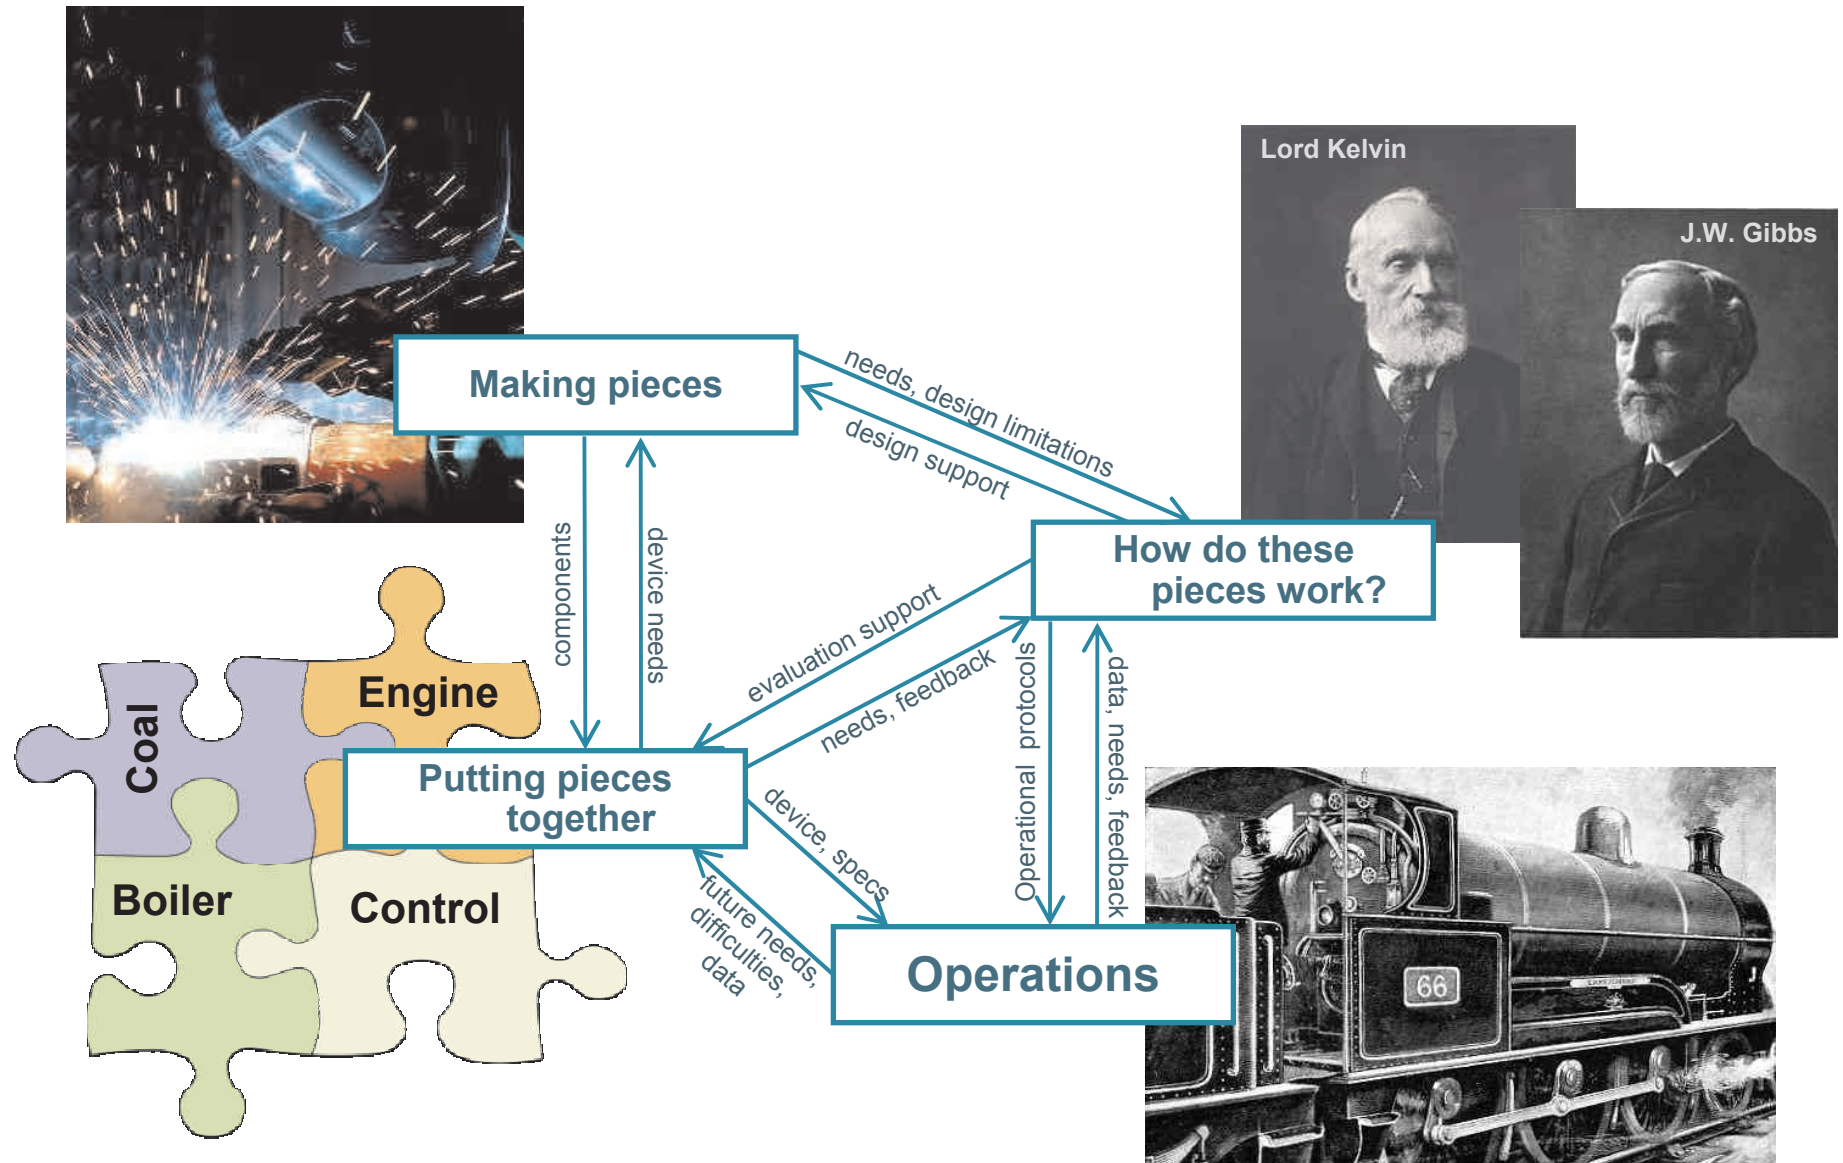 Lord Kelvin
J.W. Gibbs
Making pieces
needs, design limitations
design support
How do these
pieces work?
components
device needs
evaluation support
needs, feedback
Operational protocols
data, needs, feedback
Engine
Coal
Boiler
Control
Putting pieces
together
device, specs
future needs,
difficulties,
data
Operations
66